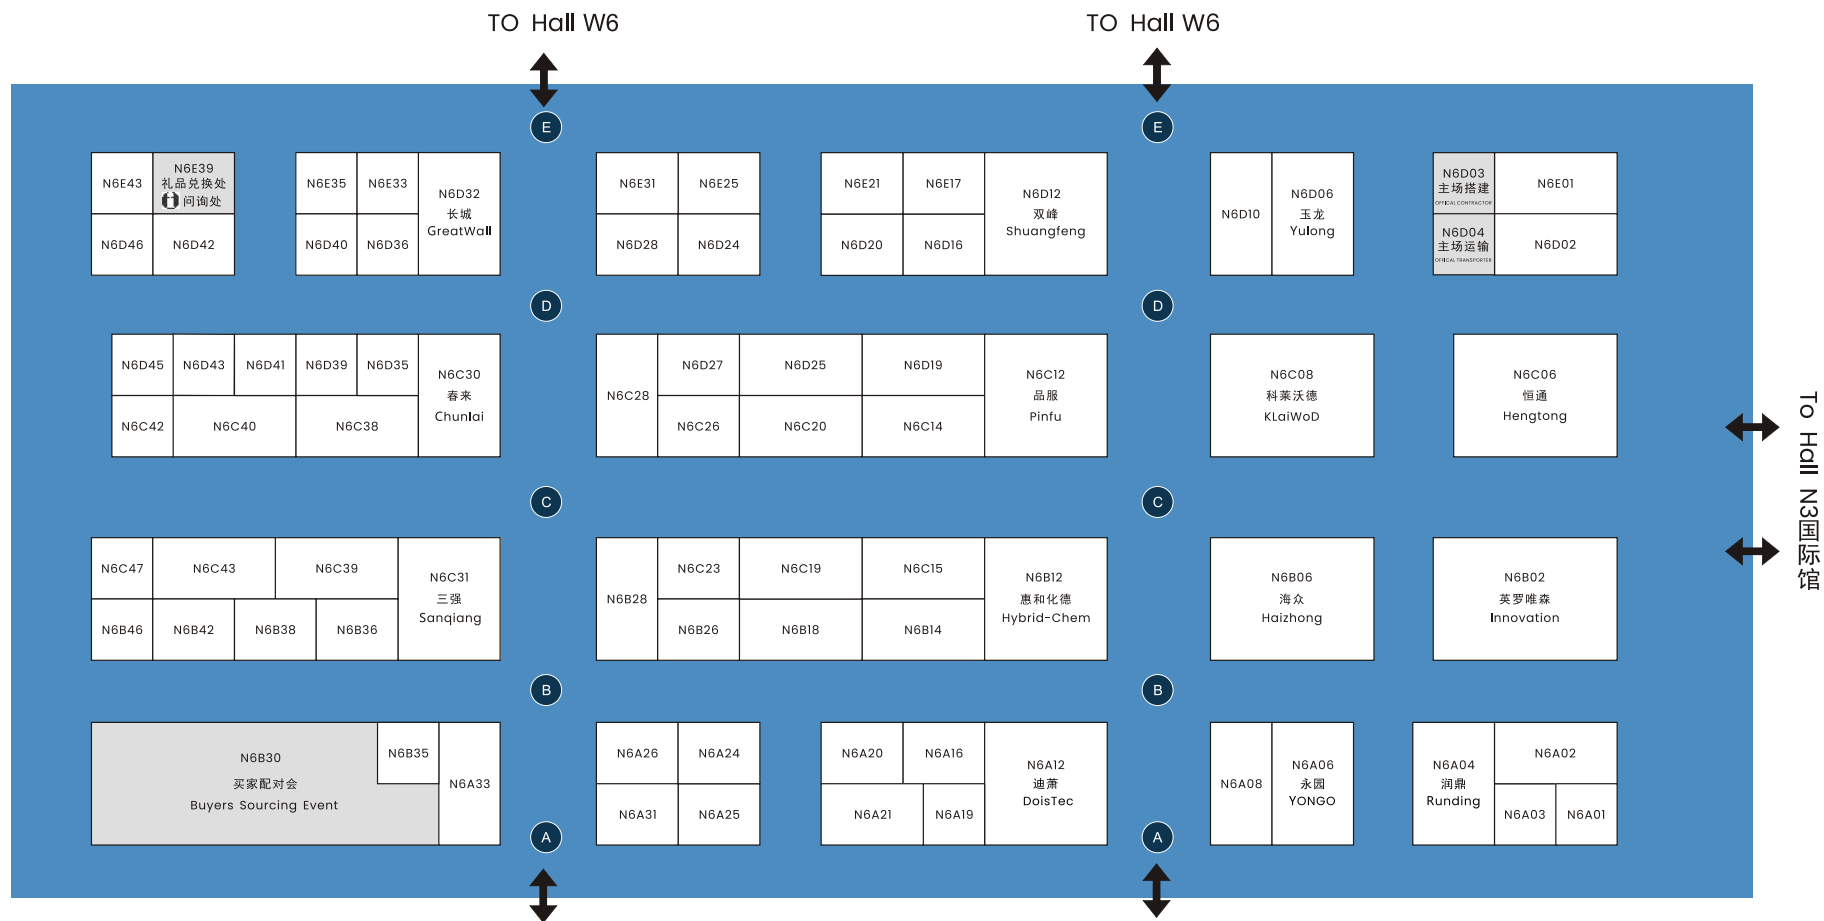 TO Hall W6
TO Hall W6
E
E
N6E43
N6E39
礼品兑换处
i 问询处
N6D46
N6D42
N6E35
N6E33
N6D40
N6D36
N6D32
长城
GreatWall
N6E31
N6E25
N6D28
N6D24
N6E21
N6E17
N6D20
N6D16
N6D12
双峰
Shuangfeng
N6D10
N6D06
玉龙
Yulong
N6D03
主场搭建
OFFICAL CONTRACTOR
N6D04
主场运输
OFFICAL TRANSPORTER
N6E01
N6D02
D
D
N6D45
N6D43
N6D41
N6D39
N6D35
N6C42
N6C40
N6C38
N6C30
春来
Chunlai
N6C28
N6D27
N6D25
N6D19
N6C26
N6C20
N6C14
N6C12
品服
Pinfu
N6C08
科莱沃德
KLaiWoD
N6C06
恒通
Hengtong
To Hall N3国际馆
C
C
N6C47
N6C43
N6C39
N6B46
N6B42
N6B38
N6B36
N6C31
三强
Sanqiang
N6B28
N6C23
N6C19
N6C15
N6B26
N6B18
N6B14
N6B12
惠和化德
Hybrid-Chem
N6B06
海众
Haizhong
N6B02
英罗唯森
Innovation
B
B
N6B30
买家配对会
Buyers Sourcing Event
N6B35
N6A33
N6A26
N6A24
N6A31
N6A25
N6A20
N6A16
N6A21
N6A19
N6A12
迪萧
DoisTec
N6A08
N6A06
永园
YONGO
N6A04
润鼎
Runding
N6A02
N6A03
N6A01
A
A